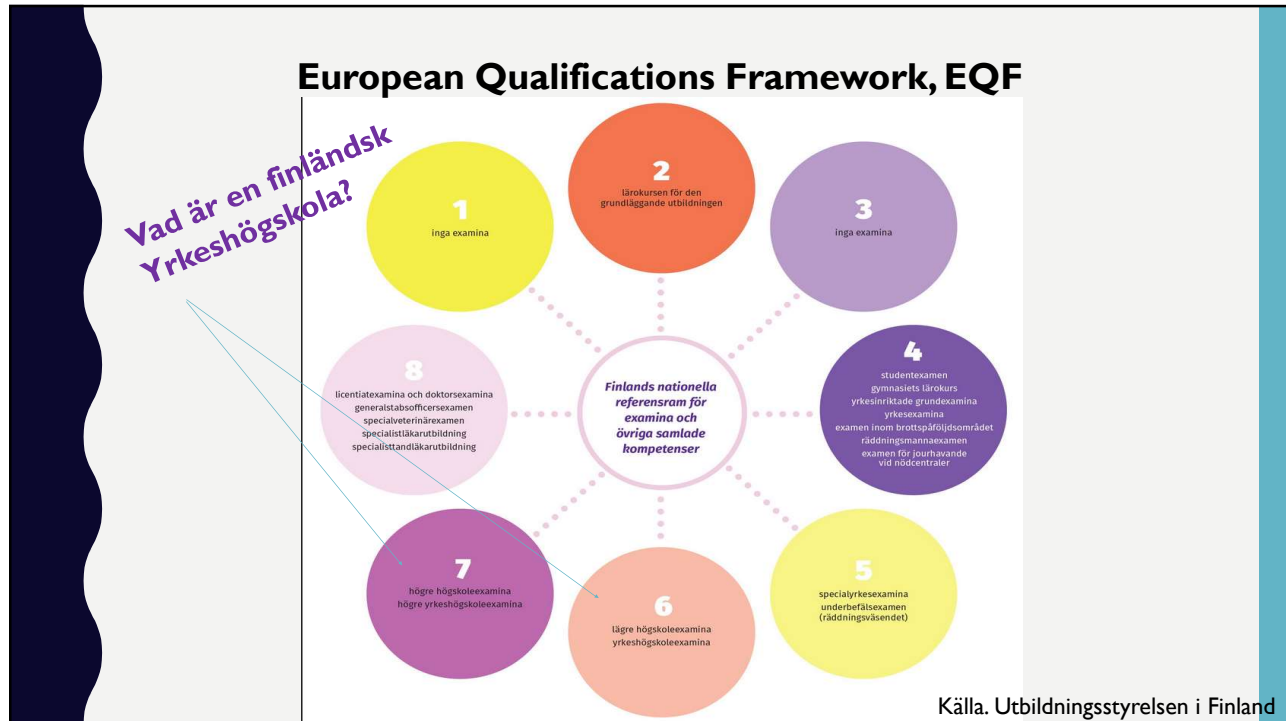 European Qualifications Framework, EQF
Vad är en finländsk
Yrkeshögskola?
1
inga examina
2
lärokursen för den
grundläggande utbildningen
3
inga examina
4
studentexamen
gymnasiets lärokurs
yrkesinriktade grundexamina
yrkesexamina
examen inom brottspåföljdsområdet
räddningsmannaexamen
examen för jourhavande
vid nödcentraler
5
specialyrkesexamina
underbefälsexamen
(räddningsväsendet)
6
lägre högskoleexamina
yrkeshögskoleexamina
7
högre högskoleexamina
högre yrkeshögskoleexamina
8
licentiatexamina och doktorsexamina
generalstabsofficersexamen
specialveterinärexamen
specialistläkarutbildning
specialisttandläkarutbildning
Finlands nationella
referensram för
examina och
övriga samlade
kompetenser
Källa. Utbildningsstyrelsen i Finland